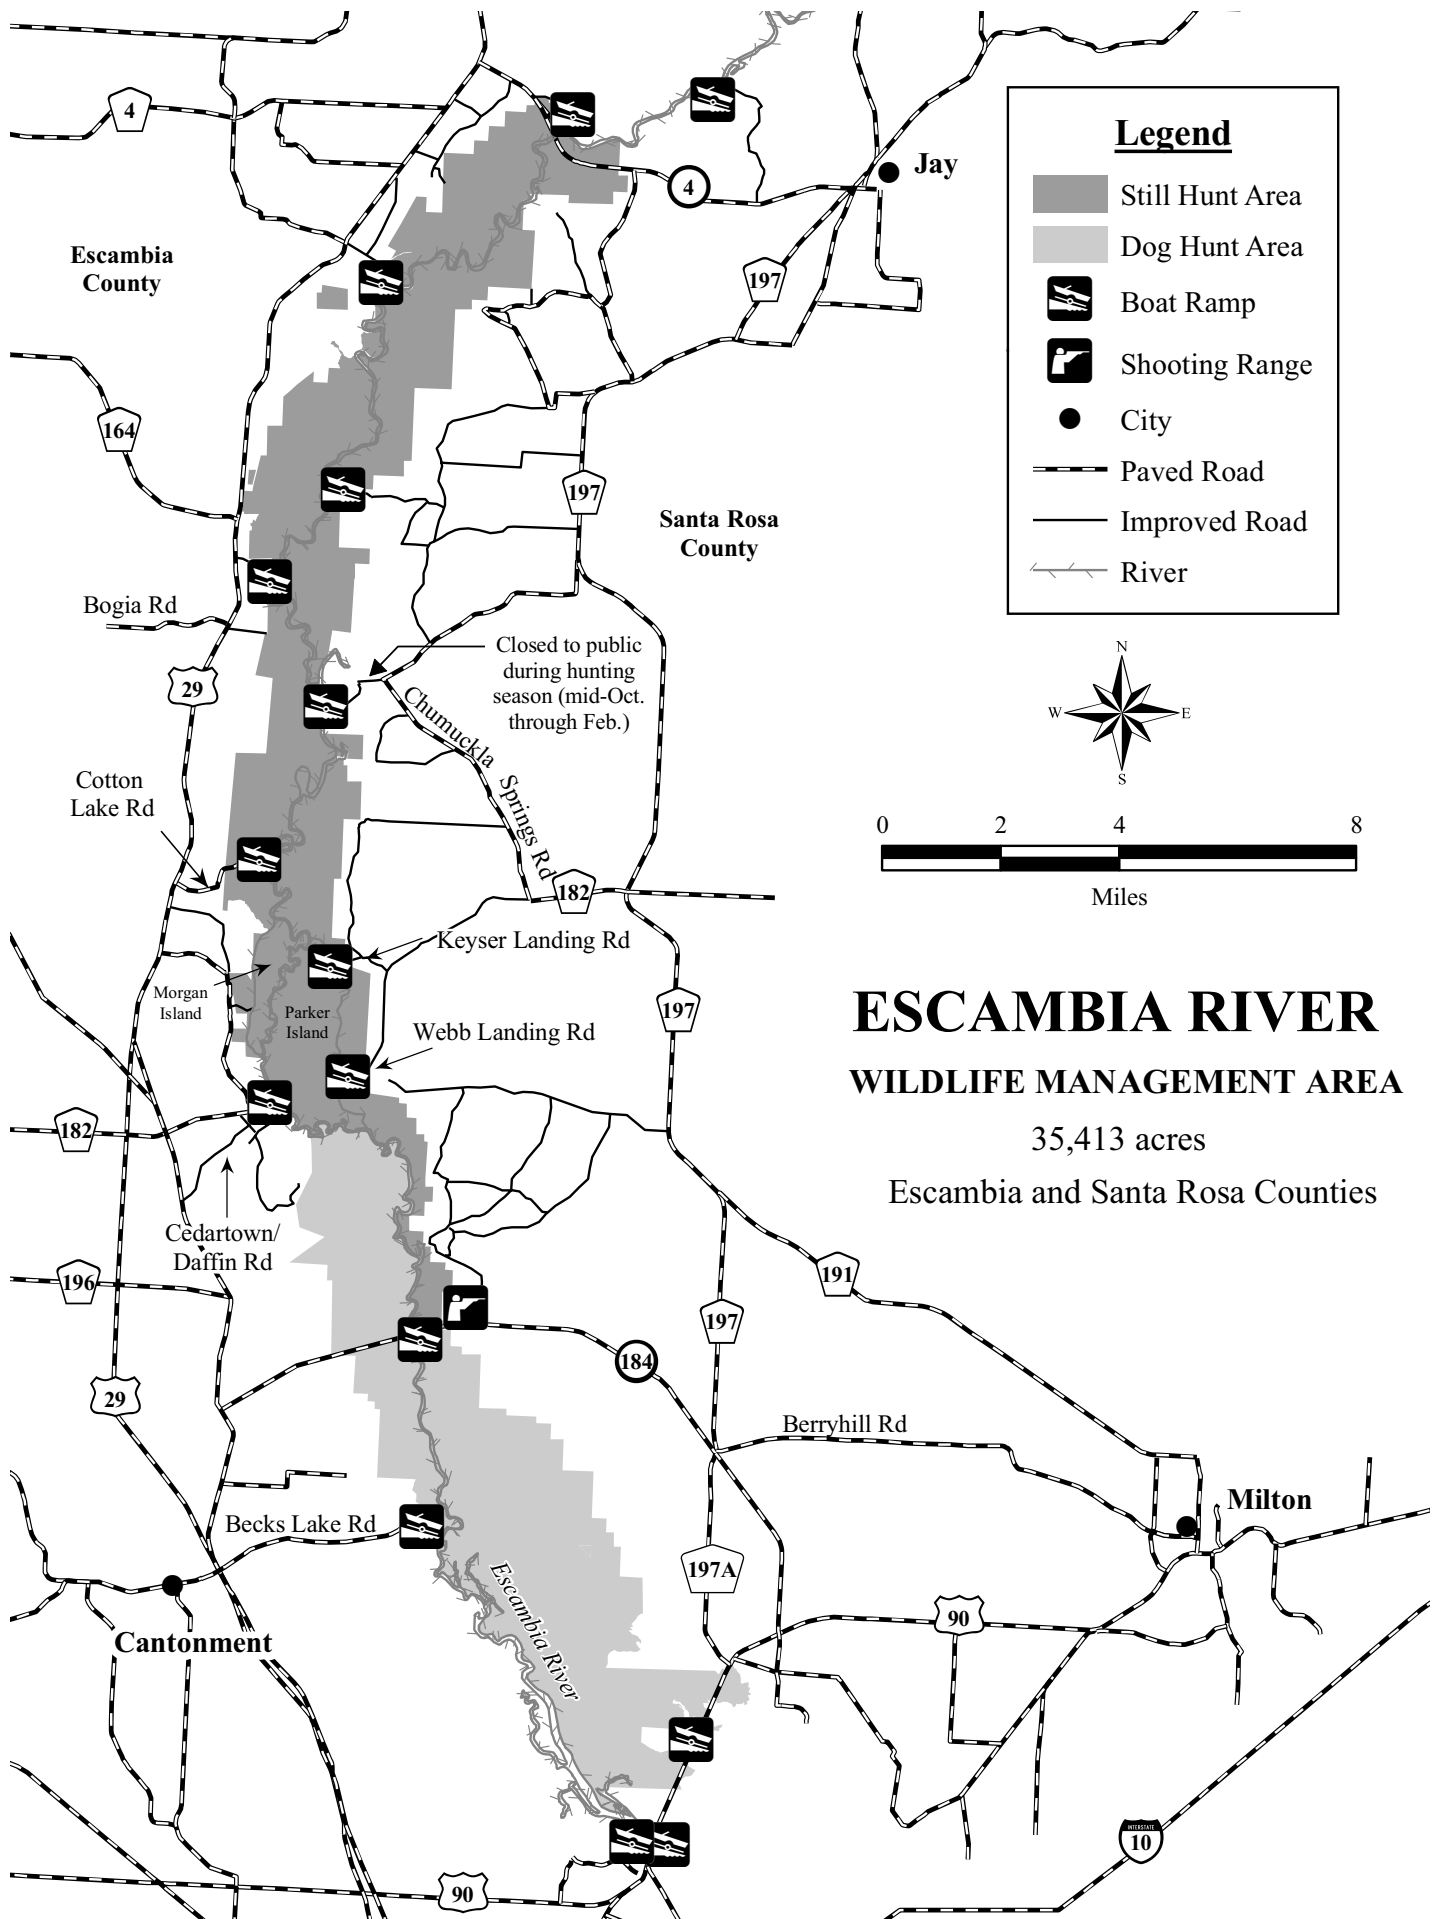 Legend
Still Hunt Area
Dog Hunt Area
Boat Ramp
Shooting Range
City
Paved Road
Improved Road
River
4
4
Jay
Escambia
County
197
164
197
Santa Rosa
County
Bogia Rd
29
Closed to public
during hunting
season (mid-Oct.
through Feb.)
N
W
E
S
Chumuckla
Springs Rd
Cotton
Lake Rd
0
2
4
8
Miles
182
Keyser Landing Rd
Morgan
Island
Parker
Island
197
Webb Landing Rd
ESCAMBIA RIVER
WILDLIFE MANAGEMENT AREA
35,413 acres
Escambia and Santa Rosa Counties
182
Cedartown/
Daffin Rd
196
191
197
184
29
Berryhill Rd
Milton
Becks Lake Rd
197A
Escambia River
90
Cantonment
INTERSTATE
10
90